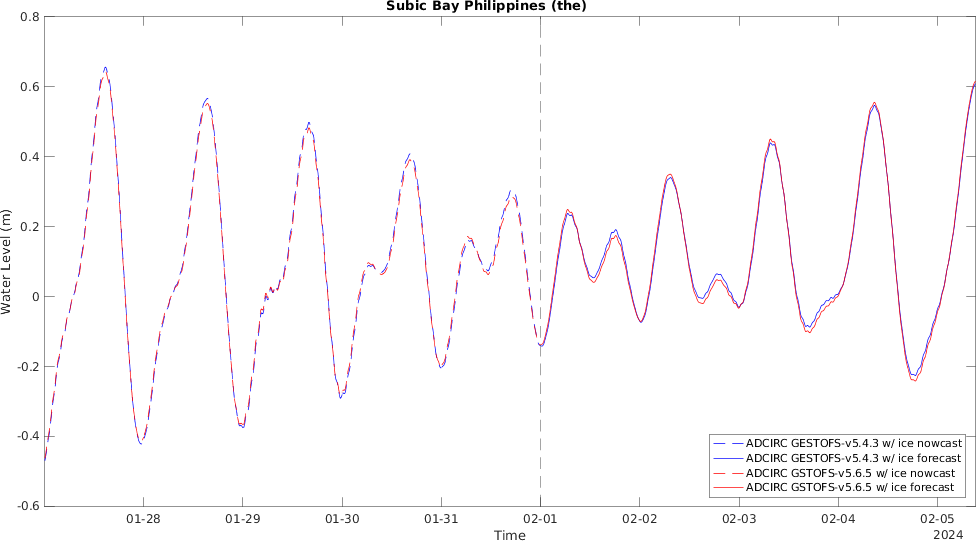 Subic Bay Philippines (the)
Water Level (m)
0.8
0.6
0.4
0.2
0
-0.2
-0.4
-0.6
ADCIRC GESTOFS-v5.4.3 w/ ice nowcast
ADCIRC GESTOFS-v5.4.3 w/ ice forecast
ADCIRC GSTOFS-v5.6.5 w/ ice nowcast
ADCIRC GSTOFS-v5.6.5 w/ ice forecast
01-28 01-29 01-30 01-31 02-01 02-02 02-03 02-04 02-05
Time
2024